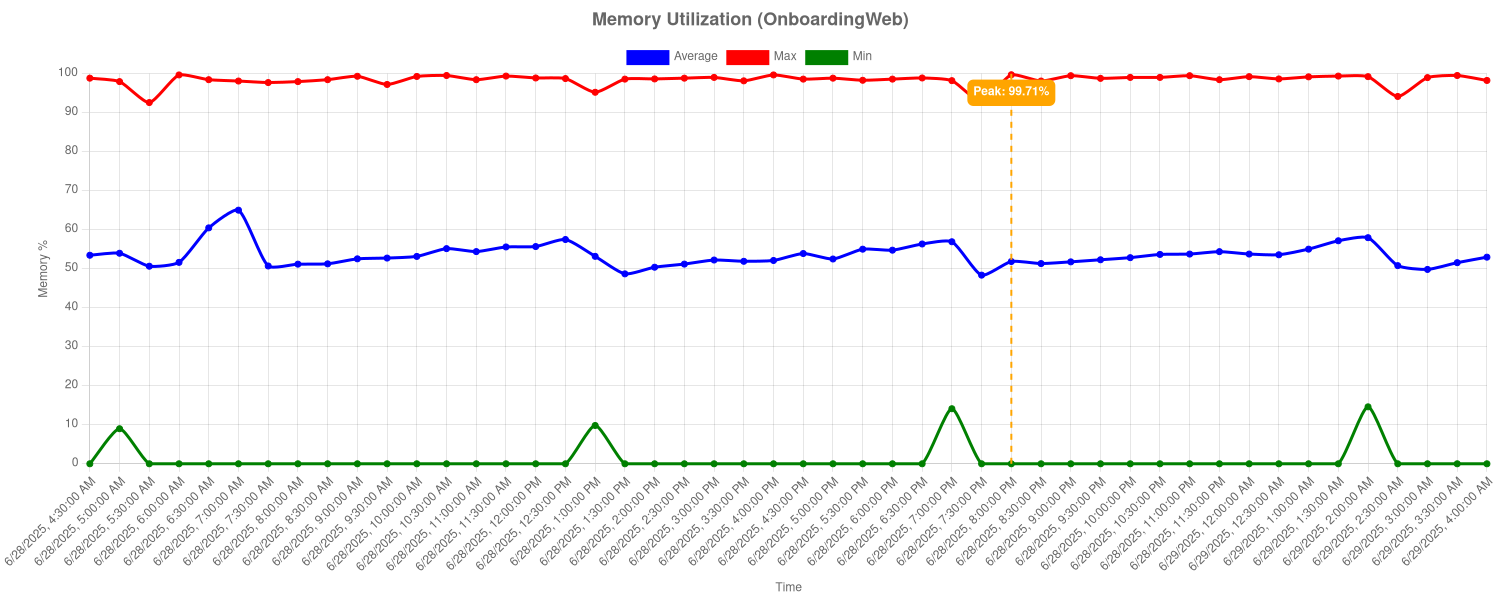 Memory Utilization (OnboardingWeb)
Average Max Min
Peak: 99.71%
100
90
80
70
60
50
40
30
20
10
0
Memory %
6/28/2025, 4:30:00 AM
6/28/2025, 5:00:00 AM
6/28/2025, 5:30:00 AM
6/28/2025, 6:00:00 AM
6/28/2025, 6:30:00 AM
6/28/2025, 7:00:00 AM
6/28/2025, 7:30:00 AM
6/28/2025, 8:00:00 AM
6/28/2025, 8:30:00 AM
6/28/2025, 9:00:00 AM
6/28/2025, 9:30:00 AM
6/28/2025, 10:00:00 AM
6/28/2025, 10:30:00 AM
6/28/2025, 11:00:00 AM
6/28/2025, 11:30:00 AM
6/28/2025, 12:00:00 PM
6/28/2025, 12:30:00 PM
6/28/2025, 1:00:00 PM
6/28/2025, 1:30:00 PM
6/28/2025, 2:00:00 PM
6/28/2025, 2:30:00 PM
6/28/2025, 3:00:00 PM
6/28/2025, 3:30:00 PM
6/28/2025, 4:00:00 PM
6/28/2025, 4:30:00 PM
6/28/2025, 5:00:00 PM
6/28/2025, 5:30:00 PM
6/28/2025, 6:00:00 PM
6/28/2025, 6:30:00 PM
6/28/2025, 7:00:00 PM
6/28/2025, 7:30:00 PM
6/28/2025, 8:00:00 PM
6/28/2025, 8:30:00 PM
6/28/2025, 9:00:00 PM
6/28/2025, 9:30:00 PM
6/28/2025, 10:00:00 PM
6/28/2025, 10:30:00 PM
6/28/2025, 11:00:00 PM
6/28/2025, 11:30:00 PM
6/29/2025, 12:00:00 AM
6/29/2025, 12:30:00 AM
6/29/2025, 1:00:00 AM
6/29/2025, 1:30:00 AM
6/29/2025, 2:00:00 AM
6/29/2025, 2:30:00 AM
6/29/2025, 3:00:00 AM
6/29/2025, 3:30:00 AM
6/29/2025, 4:00:00 AM
Time